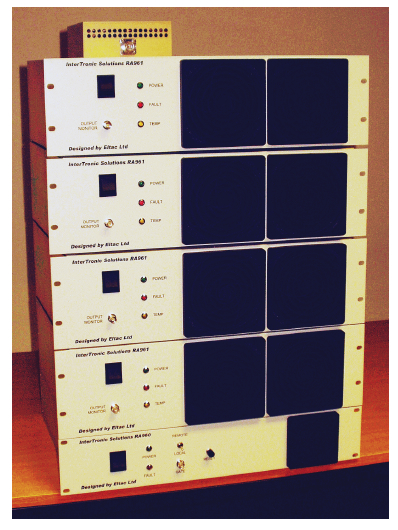 InterTronic Solutions RA961
POWER
FAULT
OUTPUT
MONITOR
TEMP
Designed by Eltac Ltd
InterTronic Solutions RA961
POWER
FAULT
OUTPUT
MONITOR
TEMP
Designed by Eltac Ltd
InterTronic Solutions RA961
POWER
FAULT
OUTPUT
MONITOR
TEMP
Designed by Eltac Ltd
InterTronic Solutions RA961
POWER
FAULT
OUTPUT
MONITOR
TEMP
Designed by Eltac Ltd
InterTronic Solutions RA960
REMOTE
POWER
LOCAL
FAULT
GATE
Designed by Eltac Ltd